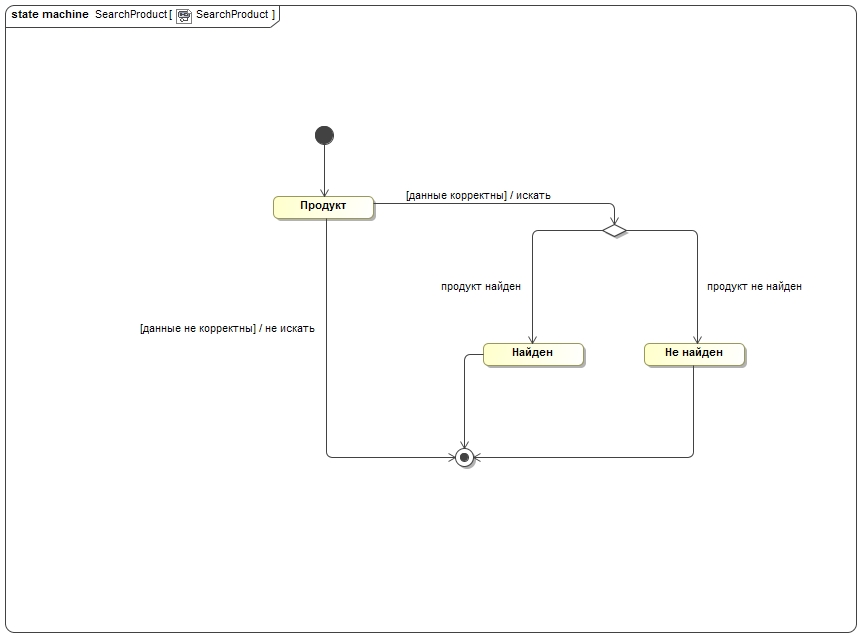 state machine SearchProduct [ SearchProduct ]
[данные корректны] / искать
Продукт
продукт найден
продукт не найден
[данные не корректны] / не искать
Найден
Не найден